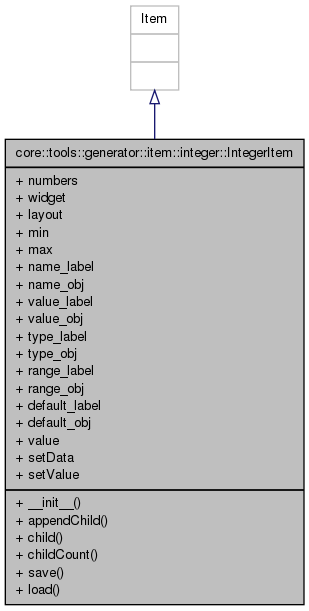 Item
core::tools::generator::item::integer::IntegerItem
+ numbers
+ widget
+ layout
+ min
+ max
+ name_label
+ name_obj
+ value_label
+ value_obj
+ type_label
+ type_obj
+ range_label
+ range_obj
+ default_label
+ default_obj
+ value
+ setData
+ setValue
+ __init__()
+ appendChild()
+ child()
+ childCount()
+ save()
+ load()